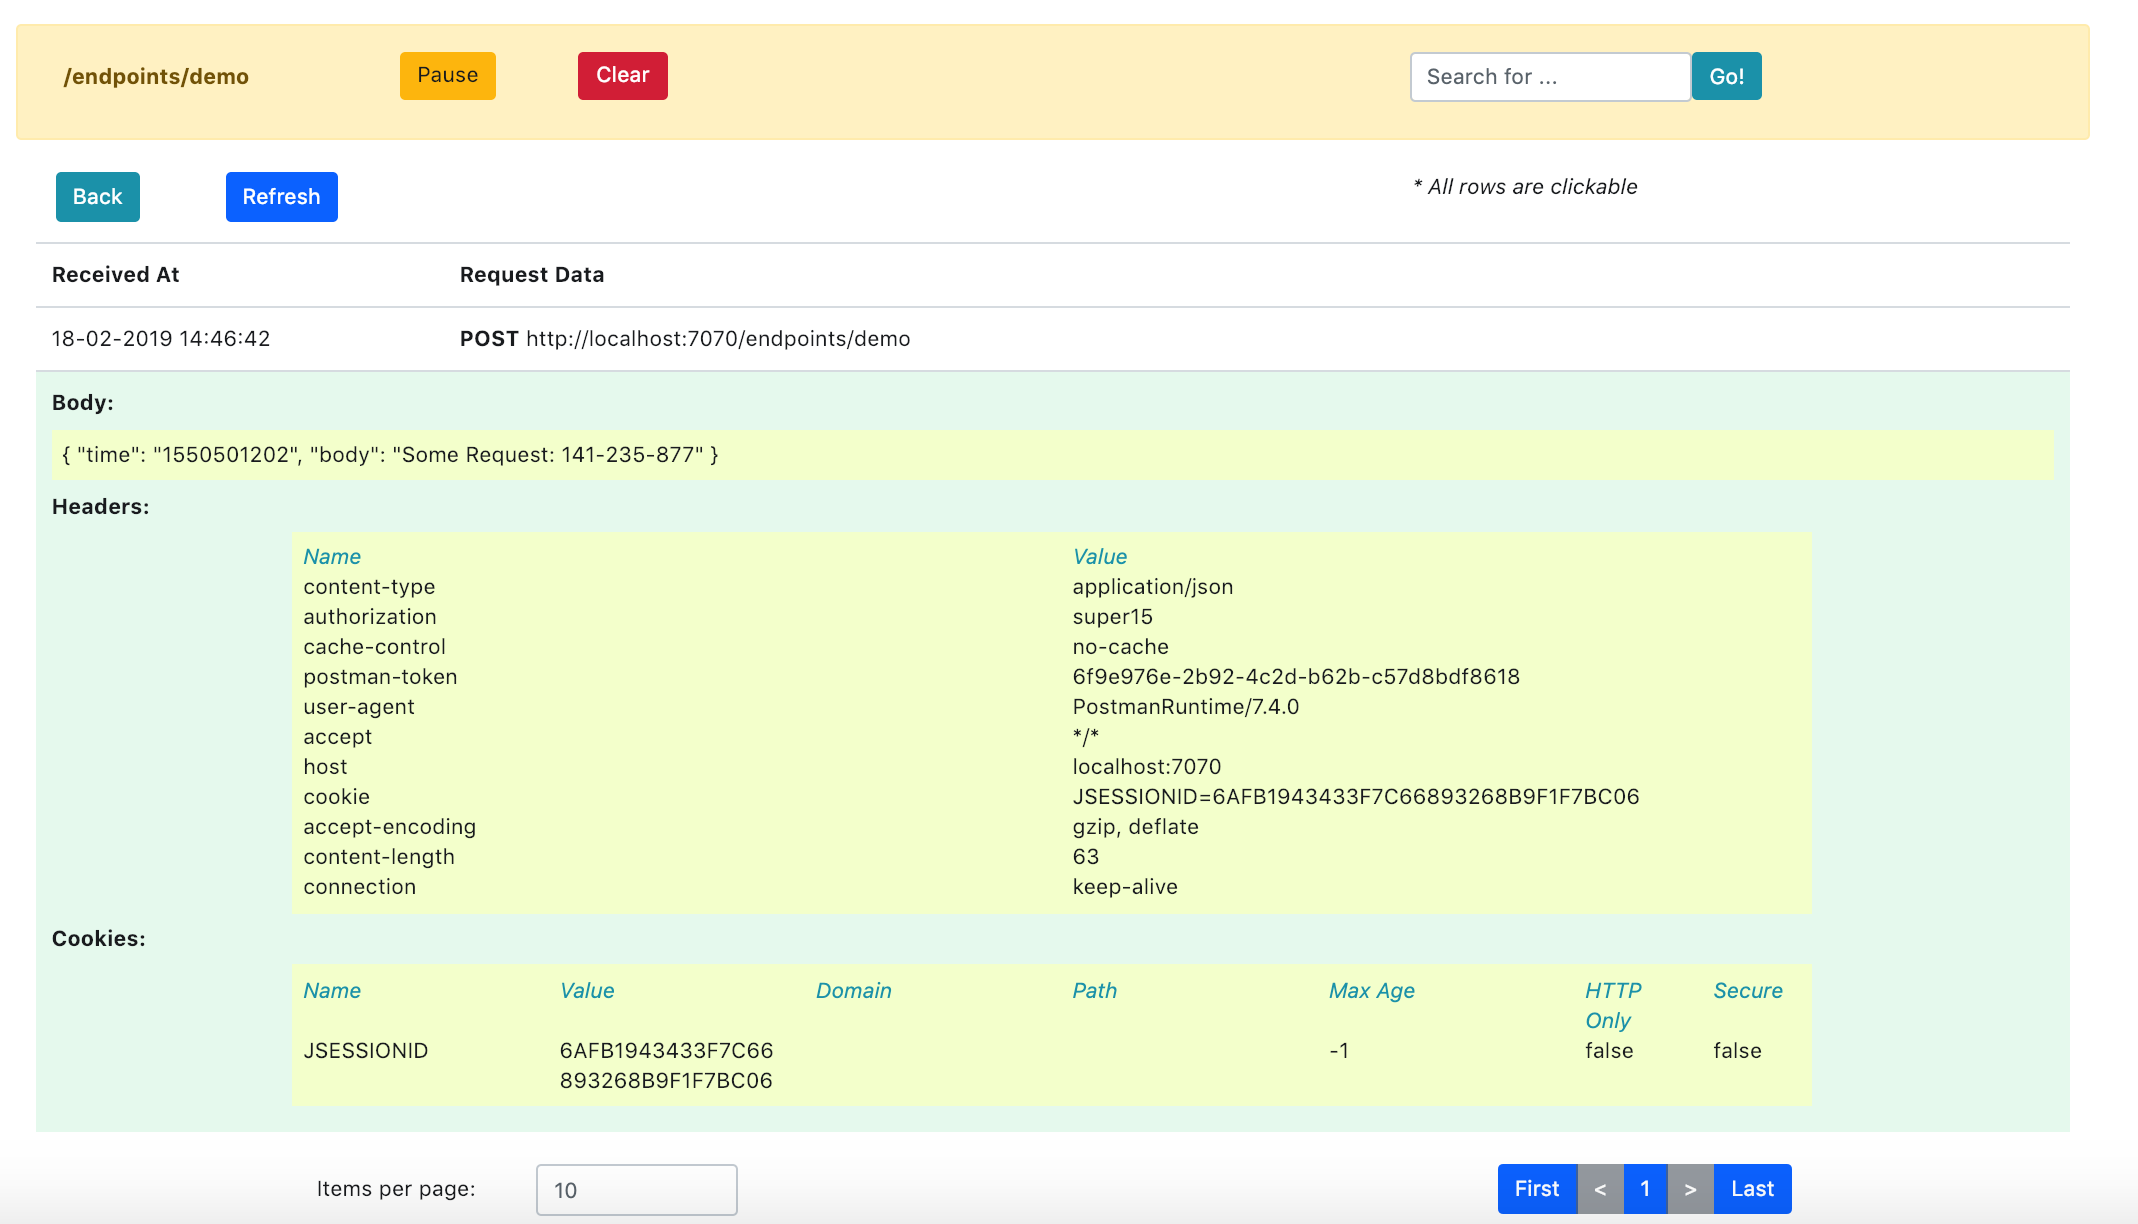 /endpoints/demo Pause Clear Search for ... Go!
Back Refresh * All rows are clickable
Received At Request Data
18-02-2019 14:46:42 POST http://localhost:7070/endpoints/demo
Body:
{ "time": "1550501202", "body": "Some Request: 141-235-877" }
Headers:
Name Value
content-type application/json
authorization super15
cache-control no-cache
postman-token 6f9e976e-2b92-4c2d-b62b-c57d8bdf8618
user-agent PostmanRuntime/7.4.0
accept */*
host localhost:7070
cookie JSESSIONID=6AFB1943433F7C66893268B9F1F7BC06
accept-encoding gzip, deflate
content-length 63
connection keep-alive
Cookies:
Name Value Domain Path Max Age HTTP Secure
Only
JSESSIONID 6AFB1943433F7C66 -1 false false
893268B9F1F7BC06
Items per page: 10 First < 1 > Last